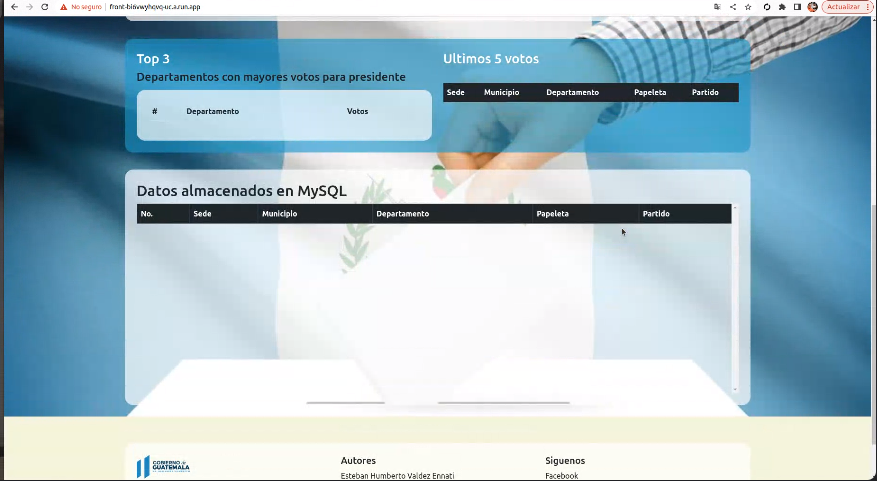 No seguro
front-bi6vwyhqvq-uc.a.run.app
Actualizar
Top 3
Departamentos con mayores votos para presidente
# Departamento Votos
Ultimos 5 votos
Sede Municipio Departamento Papeleta Partido
Datos almacenados en MySQL
No. Sede Municipio Departamento Papeleta Partido
GOBIERNO de
GUATEMALA
Autores
Esteban Humberto Valdez Ennati
Siguenos
Facebook